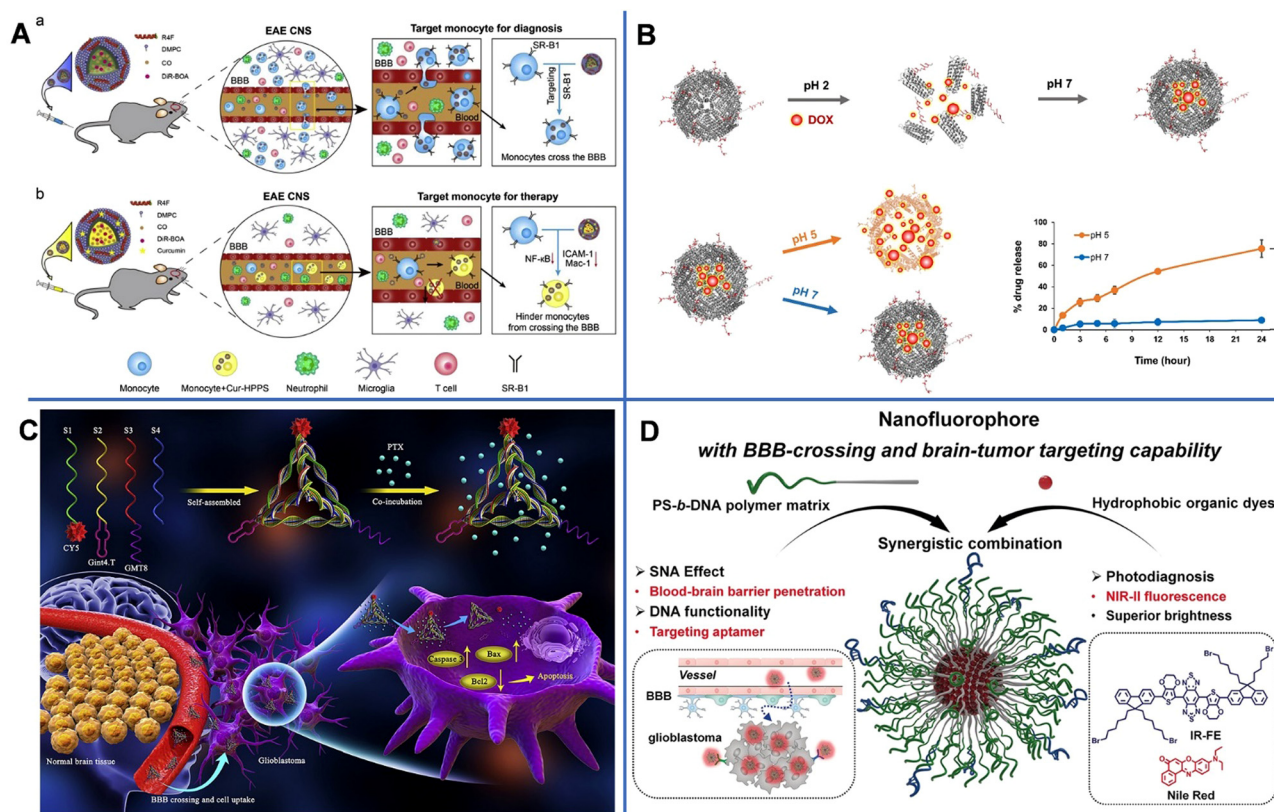 A
a
R4F
DMPC
CO
DiR-BOA
EAE CNS
BBB
Target monocyte for diagnosis
BBB
Blood
SR-B1
Targeting
SR-B1
Monocytes cross the BBB
b
R4F
DMPC
CO
DiR-BOA
Curcumin
EAE CNS
BBB
Target monocyte for therapy
BBB
Blood
NF-κB↓
ICAM-1
Mac-1 ↓
Hinder monocytes
from crossing the BBB
Monocyte
Monocyte+Cur-HPPS
Neutrophil
Microglia
T cell
SR-B1
B
pH 2
DOX
pH 7
pH 5
pH 7
% drug release
100
80
60
40
20
0
pH 5
pH 7
0 3 6 9 12 15 18 21 24
Time (hour)
C
S1 S2 S3 S4
CY5
Gint4.T
GMT8
Self-assembled
PTX
Co-incubation
Caspase 3
Bax
Bcl2
Apoptosis
Normal brain tissue
Glioblastoma
BBB crossing and cell uptake
D
Nanofluorophore
with BBB-crossing and brain-tumor targeting capability
PS-b-DNA polymer matrix
Hydrophobic organic dyes
Synergistic combination
➢ SNA Effect
• Blood-brain barrier penetration
➢ DNA functionality
• Targeting aptamer
Vessel
BBB
glioblastoma
➢ Photodiagnosis
• NIR-II fluorescence
• Superior brightness
Br
Br
Br
Br
IR-FE
Nile Red